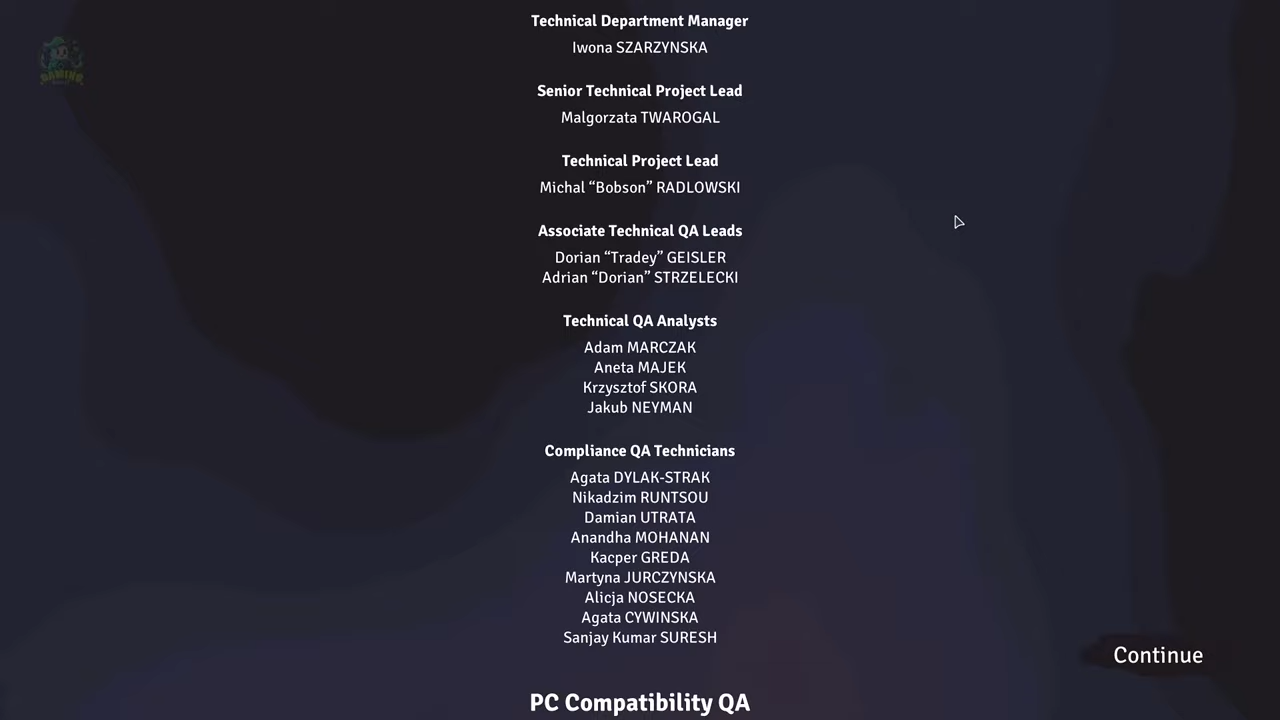 Technical Department Manager
Iwona SZARZYNSKA
Senior Technical Project Lead
Malgorzata TWAROGAL
Technical Project Lead
Michal “Bobson” RADLOWSKI
Associate Technical QA Leads
Dorian “Tradey” GEISLER
Adrian “Dorian” STRZELECKI
Technical QA Analysts
Adam MARCZAK
Aneta MAJEK
Krzysztof SKORA
Jakub NEYMAN
Compliance QA Technicians
Agata DYLAK-STRAK
Nikadzim RUNTSOU
Damian UTRATA
Anandha MOHANAN
Kacper GREDA
Martyna JURCZYNSKA
Alicja NOSECKA
Agata CYWINSKA
Sanjay Kumar SURESH
Continue
PC Compatibility QA
GAMING